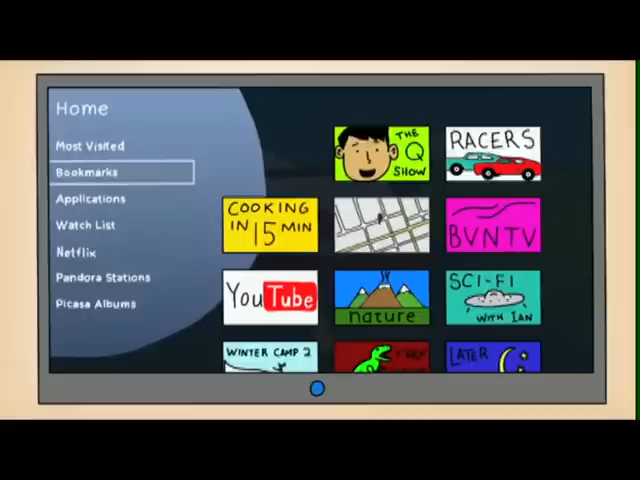 Home
Most Visited
Bookmarks
Applications
Watch List
Netflix
Pandora Stations
Picasa Albums
THE
Q
SHOW
RACERS
COOKING
IN 15 MIN
BVNTV
YouTube
nature
SCI-FI
WITH IAN
WINTER CAMP 2
LATER